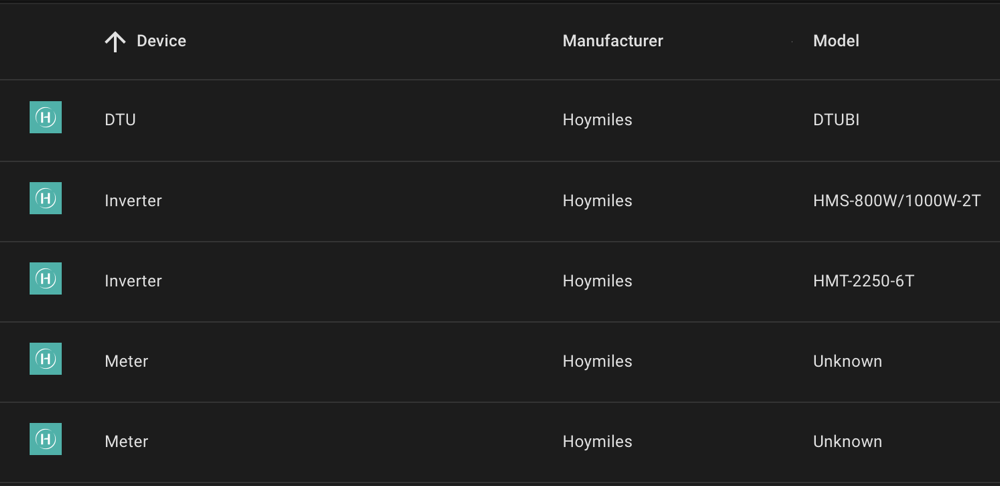 Device Manufacturer Model
H DTU Hoymiles DTUBI
H Inverter Hoymiles HMS-800W/1000W-2T
H Inverter Hoymiles HMT-2250-6T
H Meter Hoymiles Unknown
H Meter Hoymiles Unknown